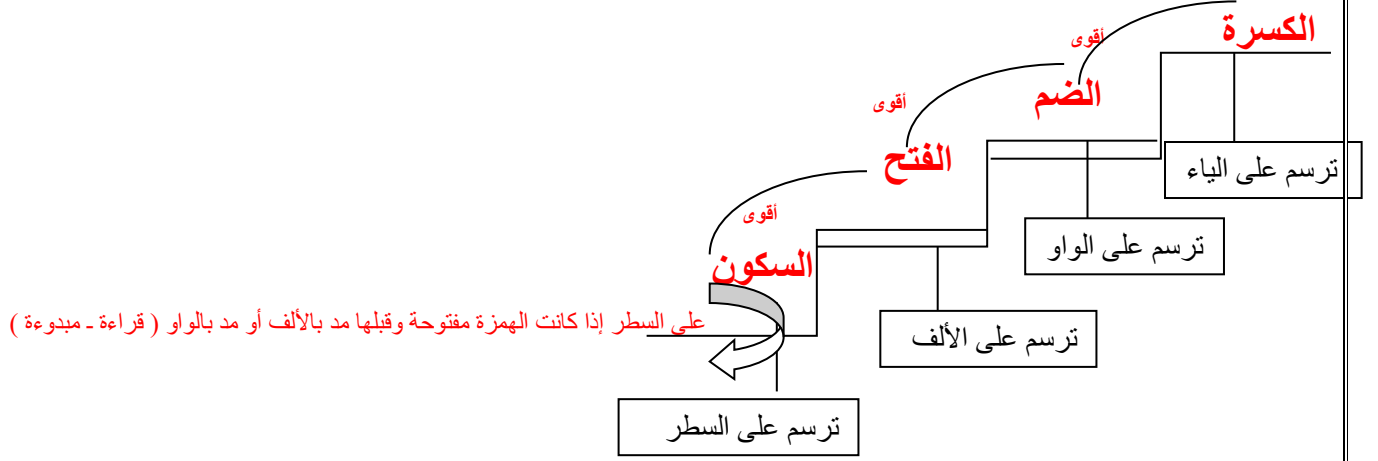 الكسرة
أقوى
الضم
أقوى
الفتح
ترسم على الياء
أقوى
ترسم على الواو
السكون
على السطر إذا كانت الهمزة مفتوحة وقبلها مد بالألف أو مد بالواو ( قراءة ـ مبدوءة )
ترسم على الألف
ترسم على السطر